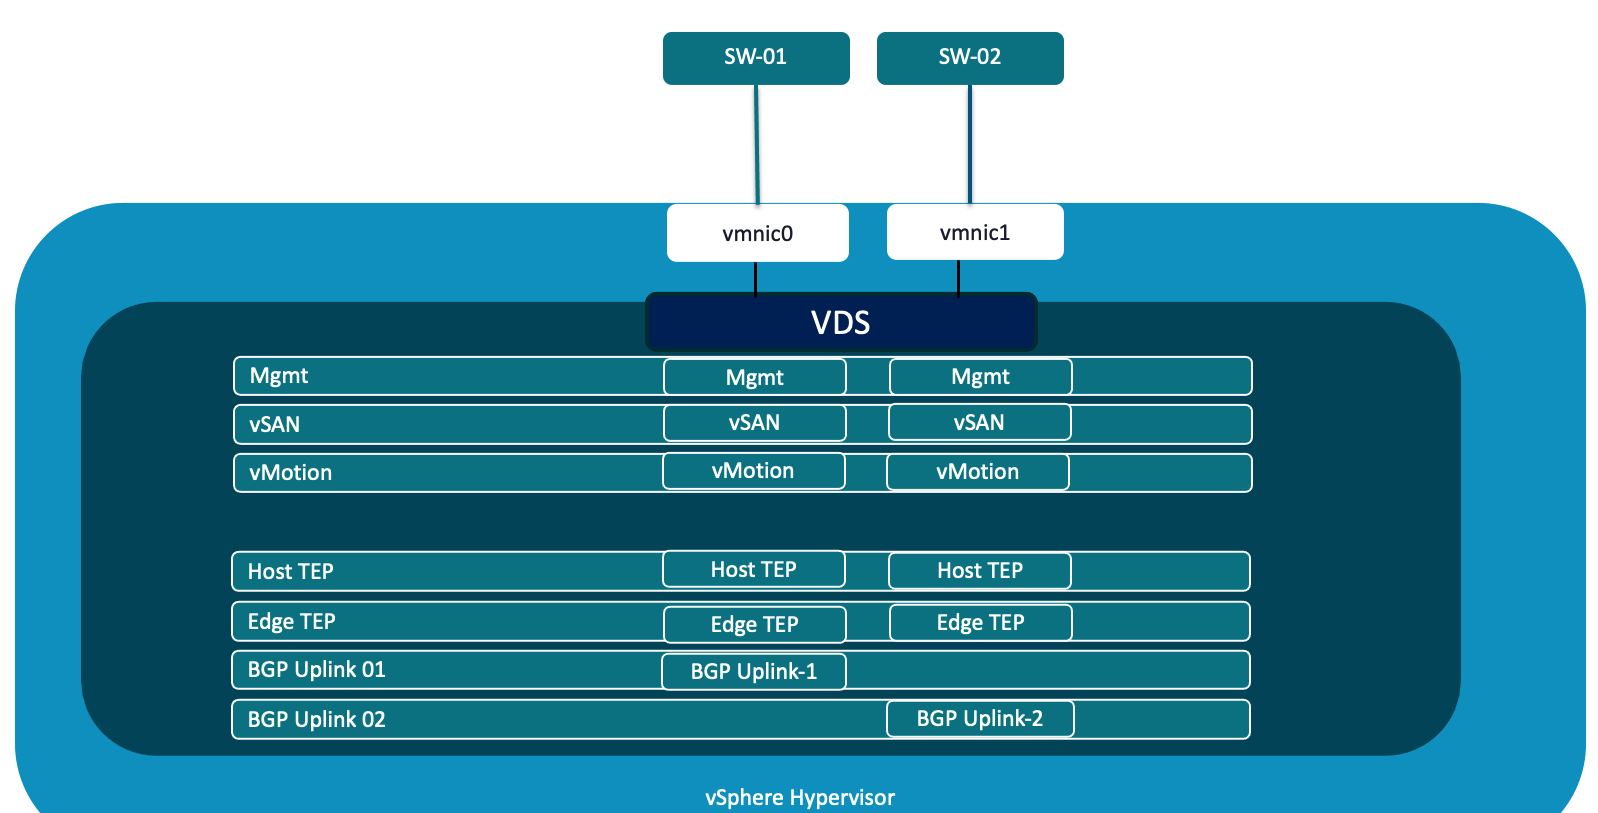 SW-01 SW-02
vmnic0 vmnic1
VDS
Mgmt Mgmt Mgmt
vSAN vSAN vSAN
vMotion vMotion vMotion
Host TEP Host TEP Host TEP
Edge TEP Edge TEP Edge TEP
BGP Uplink 01 BGP Uplink-1
BGP Uplink 02 BGP Uplink-2
vSphere Hypervisor